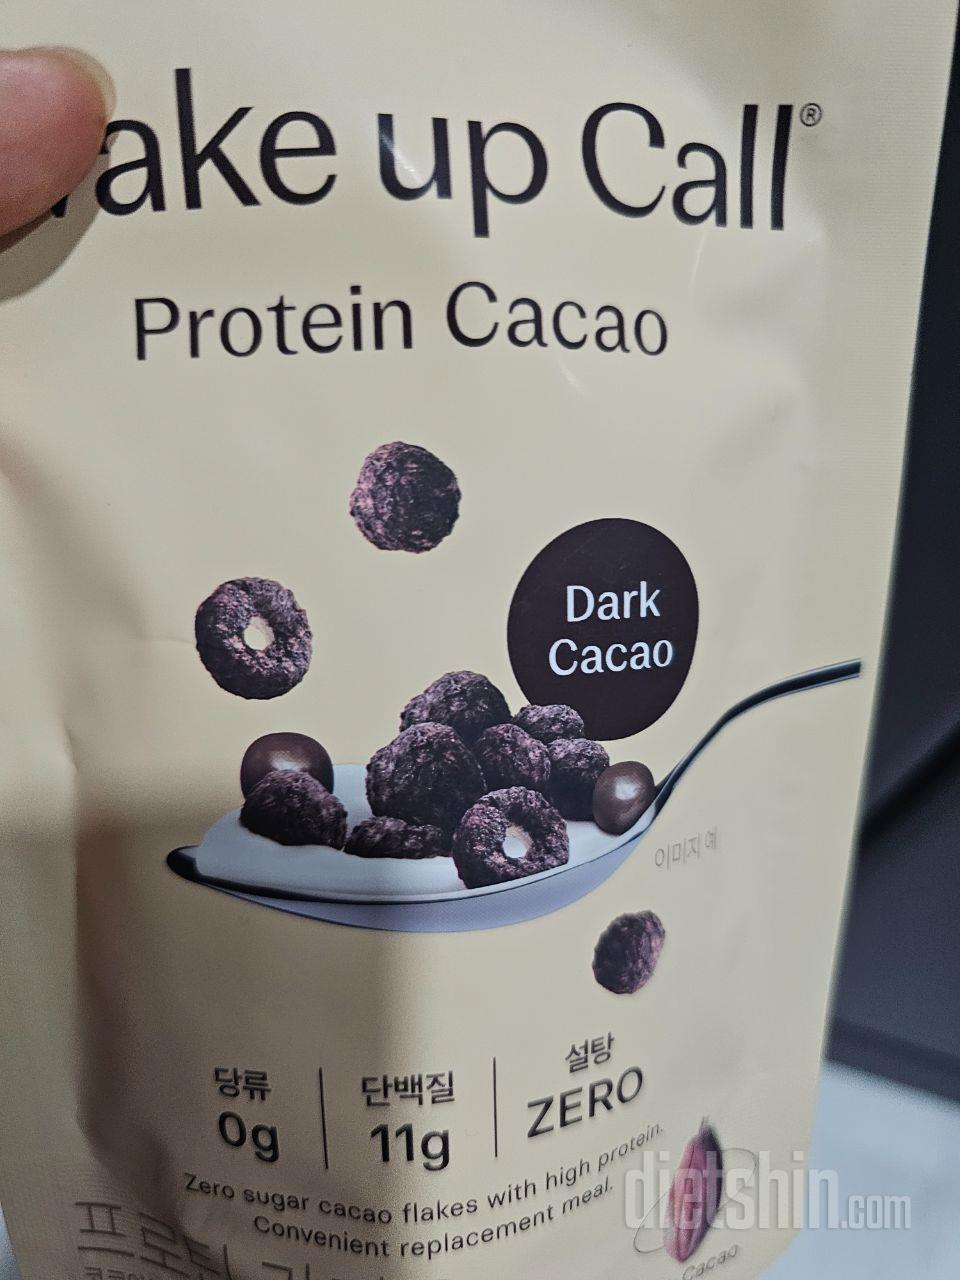 ake up Call®
Protein Cacao
Dark
Cacao
이미지 예
당류
0g
단백질
11g
설탕
ZERO
Zero sugar cacao flakes with high protein.
Convenient replacement meal.
Cacao
dietshin.com